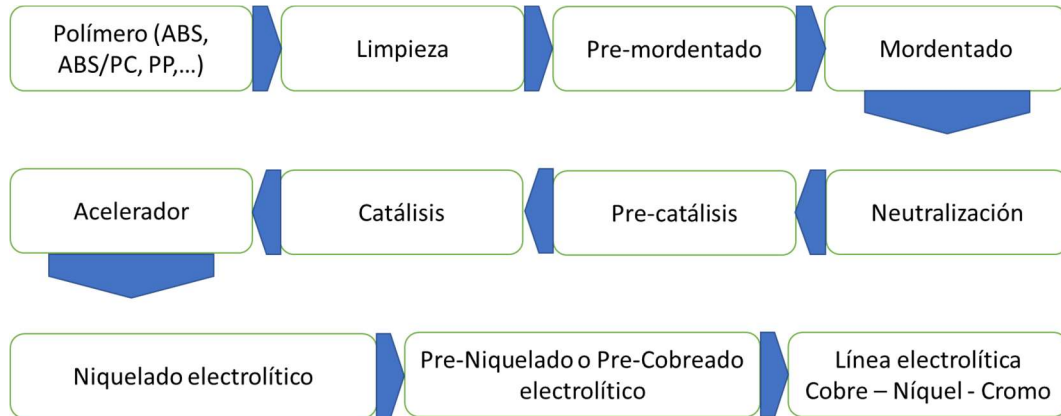 Polímero (ABS,
ABS/PC, PP,...)
Limpieza
Pre-mordentado
Mordentado
Neutralización
Pre-catálisis
Catálisis
Acelerador
Niquelado electrolítico
Pre-Niquelado o Pre-Cobreado
electrolítico
Línea electrolítica
Cobre – Níquel - Cromo